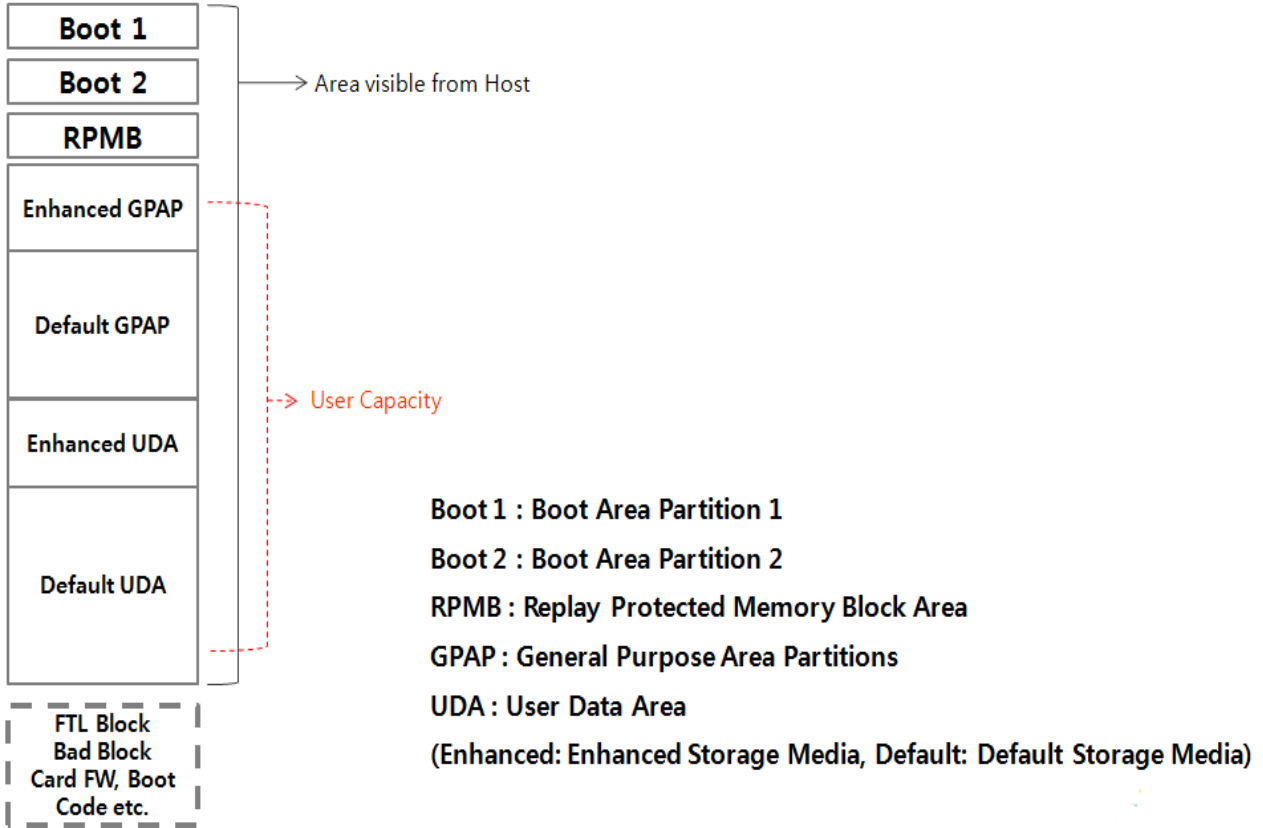 Boot 1
Boot 2
Area visible from Host
RPMB
Enhanced GPAP
Default GPAP
User Capacity
Enhanced UDA
Default UDA
Boot 1 : Boot Area Partition 1
Boot 2 : Boot Area Partition 2
RPMB : Replay Protected Memory Block Area
GPAP : General Purpose Area Partitions
UDA : User Data Area
(Enhanced: Enhanced Storage Media, Default: Default Storage Media)
FTL Block
Bad Block
Card FW, Boot
Code etc.